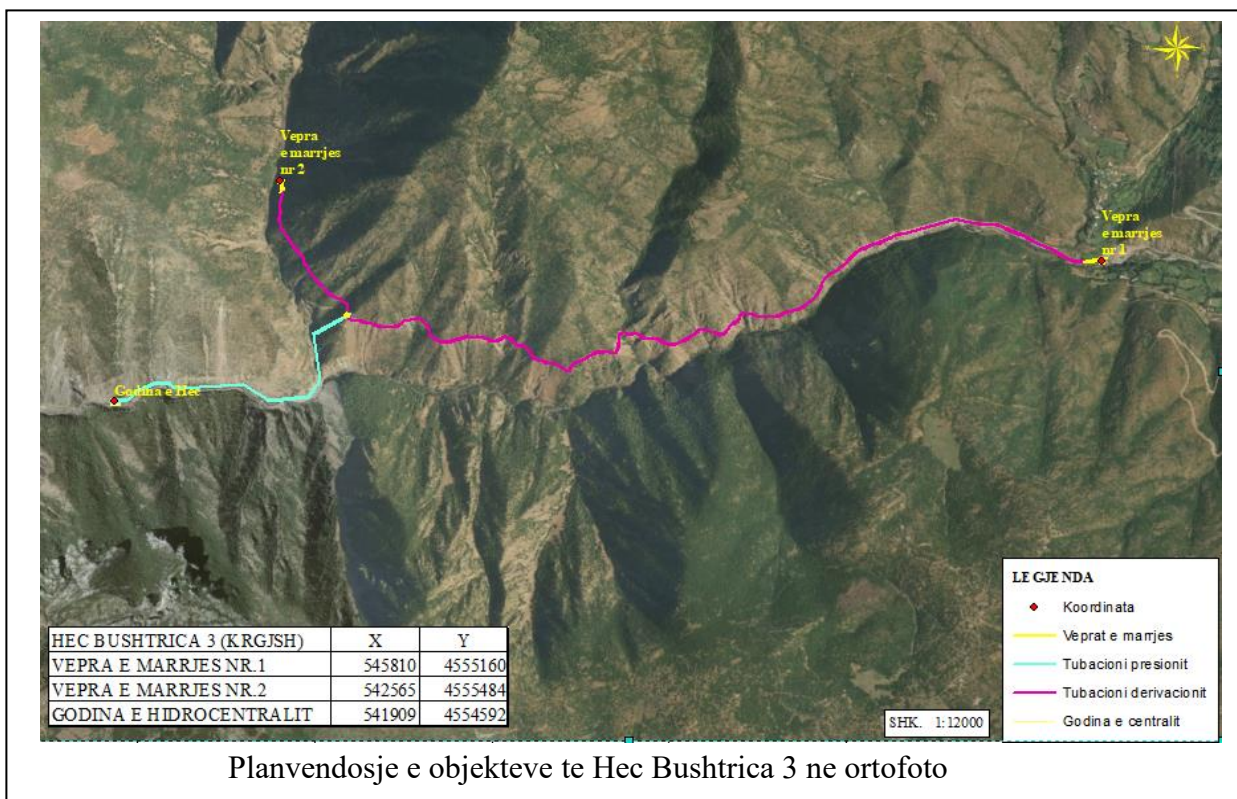 Vepra
e marrjes
nr 2
Vepra
e marrjes
nr 1
Godina e Hec
HEC BUSHTRICA 3 (KRGJSH) X Y
VEPRA E MARRJES NR.1 545810 4555160
VEPRA E MARRJES NR.2 542565 4555484
GODINA E HIDROCENTRALIT 541909 4554592
SHK. 1:12000
LEGJENDA
Koordinata
Veprat e marrjes
Tubacioni presionit
Tubacioni derivacionit
Godina e centralit
Planvendosje e objekteve te Hec Bushtrica 3 ne ortofoto